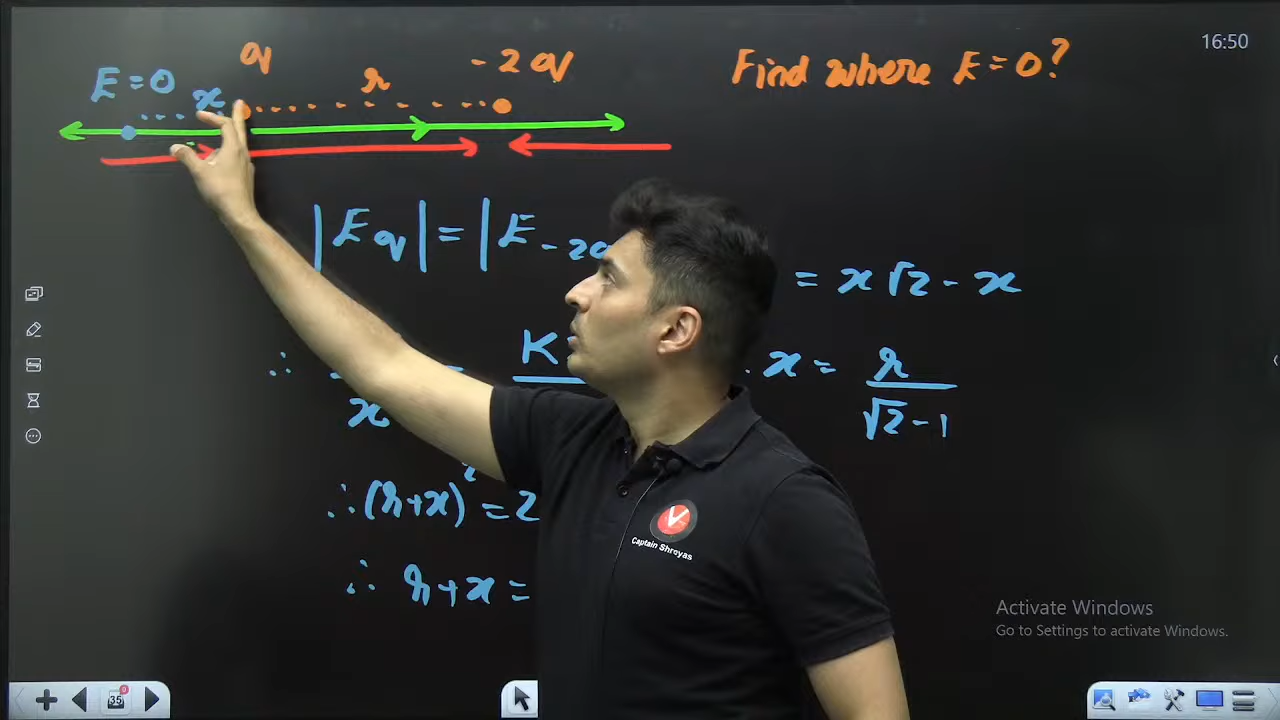 16:50
q
-2q
Find where E=0?
E=0
x
r
|Eq| = |E-2q
= x√2 - x
∴
K
x
. x = r
√2-1
∴(r+x)² = 2
∴ r+x =
V
Captain Shreyas
Activate Windows
Go to Settings to activate Windows.
35